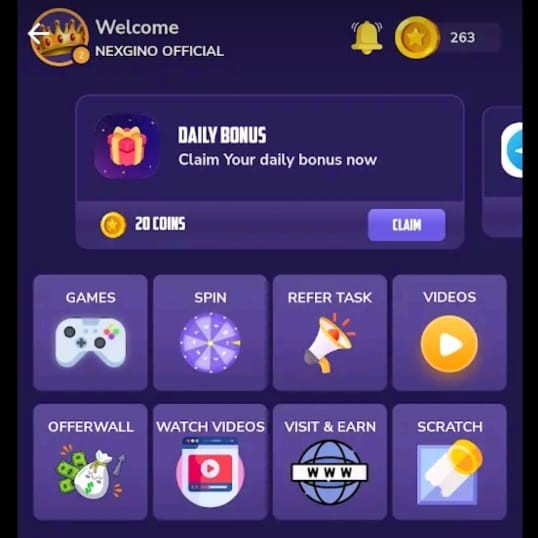 Welcome
NEXGINO OFFICIAL
2
263
DAILY BONUS
Claim Your daily bonus now
20 COINS
CLAIM
GAMES
SPIN
REFER TASK
VIDEOS
OFFERWALL
WATCH VIDEOS
VISIT & EARN
WWW
SCRATCH